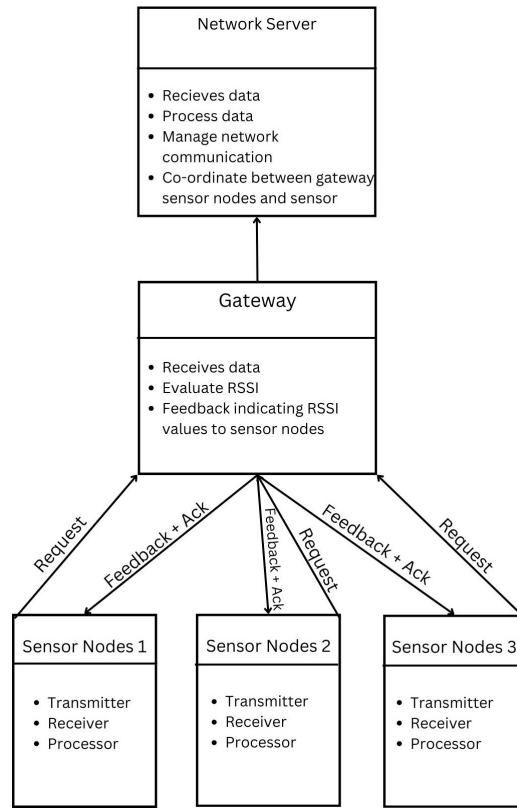 Network Server
• Recieves data
• Process data
• Manage network
communication
• Co-ordinate between gateway
sensor nodes and sensor
Gateway
• Receives data
• Evaluate RSSI
• Feedback indicating RSSI
values to sensor nodes
Request
Feedback + Ack
Feedback + Ack
Request
Feedback + Ack
Request
Sensor Nodes 1
• Transmitter
• Receiver
• Processor
Sensor Nodes 2
• Transmitter
• Receiver
• Processor
Sensor Nodes 3
• Transmitter
• Receiver
• Processor